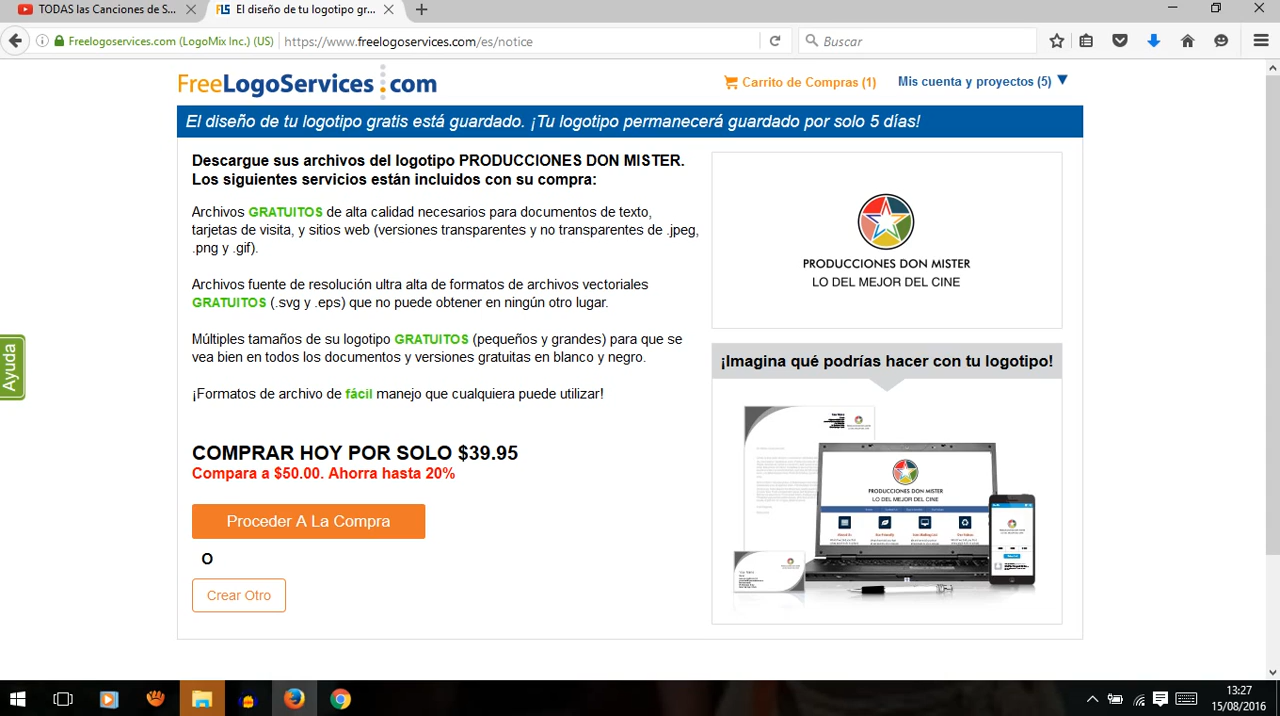 TODAS las Canciones de S...
El diseño de tu logotipo gr...
Freelogoservices.com (LogoMix Inc.) (US)
https://www.freelogoservices.com/es/notice
Buscar
FreeLogoServices.com
Carrito de Compras (1)
Mis cuenta y proyectos (5)
El diseño de tu logotipo gratis está guardado. ¡Tu logotipo permanecerá guardado por solo 5 días!
Descargue sus archivos del logotipo PRODUCCIONES DON MISTER.
Los siguientes servicios están incluidos con su compra:
Archivos GRATUITOS de alta calidad necesarios para documentos de texto,
tarjetas de visita, y sitios web (versiones transparentes y no transparentes de .jpeg,
.png y .gif).
Archivos fuente de resolución ultra alta de formatos de archivos vectoriales
GRATUITOS (.svg y .eps) que no puede obtener en ningún otro lugar.
Múltiples tamaños de su logotipo GRATUITOS (pequeños y grandes) para que se
vea bien en todos los documentos y versiones gratuitas en blanco y negro.
¡Formatos de archivo de fácil manejo que cualquiera puede utilizar!
COMPRAR HOY POR SOLO $39.95
Compara a $50.00. Ahorra hasta 20%
Proceder A La Compra
O
Crear Otro
Ayuda
PRODUCCIONES DON MISTER
LO DEL MEJOR DEL CINE
¡Imagina qué podrías hacer con tu logotipo!
PRODUCCIONES DON MISTER
LO DEL MEJOR DEL CINE
13:27
15/08/2016